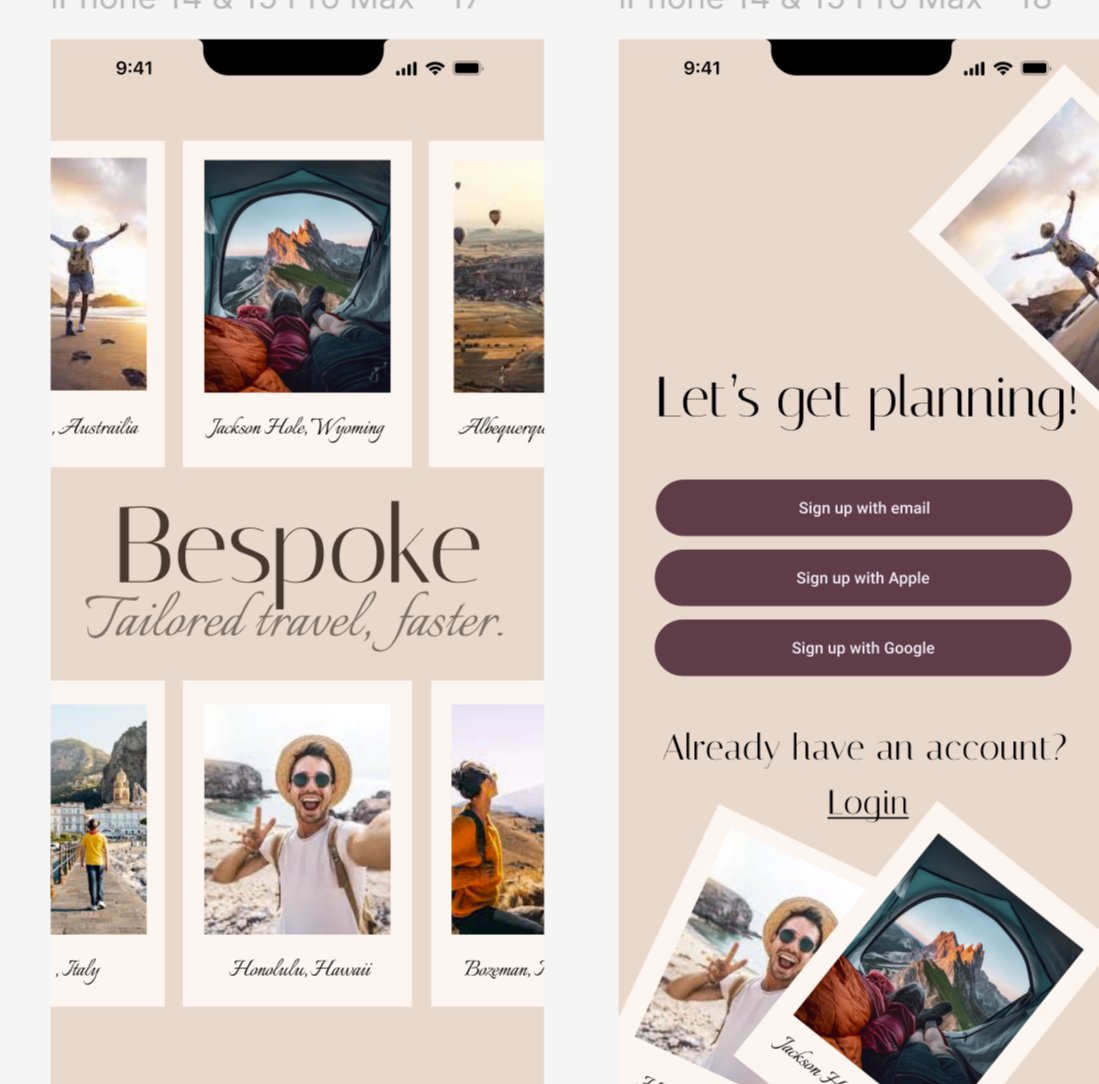 iPhone 14 & 15 Pro Max - 17
9:41
, Austrailia
Jackson Hole, Wyoming
Albequerqu
Bespoke
Tailored travel, faster.
, Italy
Honolulu, Hawaii
Bozeman,
iPhone 14 & 15 Pro Max - 18
9:41
Let's get planning!
Sign up with email
Sign up with Apple
Sign up with Google
Already have an account?
Login
Jackson H